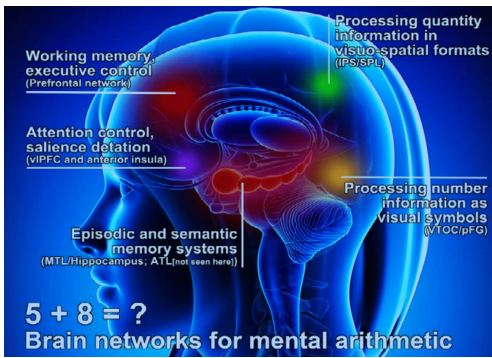 Processing quantity
information in
visuo-spatial formats
(IPS/SPL)
Working memory,
executive control
(Prefrontal network)
Attention control,
salience detation
(vlPFC and anterior insula)
Processing number
information as
visual symbols
(VTOC/pFG)
Episodic and semantic
memory systems
(MTL/Hippocampus; ATL[not seen here])
5 + 8 = ?
Brain networks for mental arithmetic